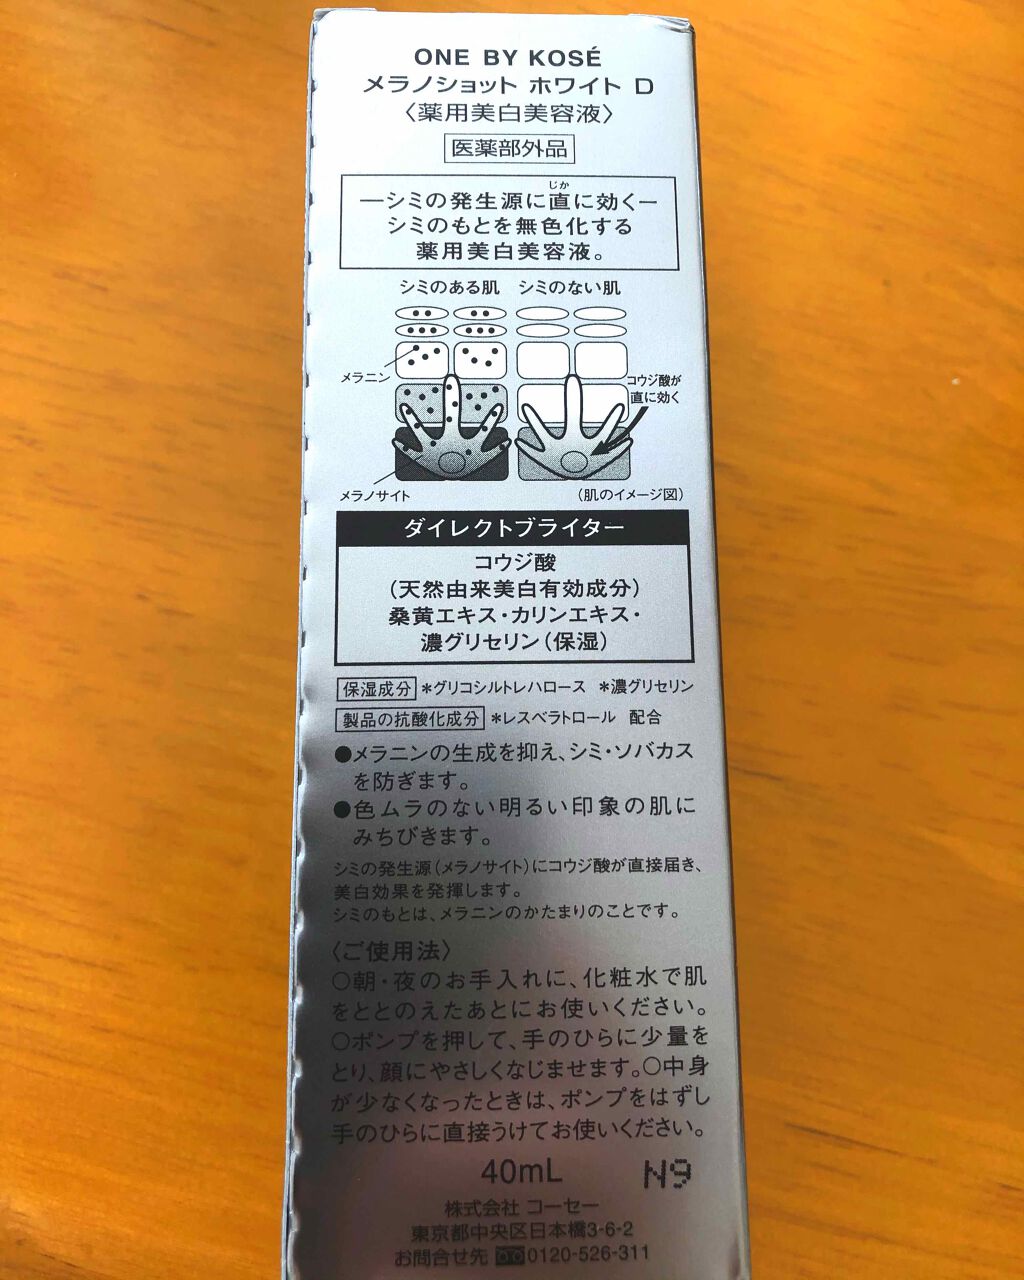 ONE BY KOSÉ
メラノショット ホワイト D
〈薬用美白美容液〉
医薬部外品
じか
―シミの発生源に直に効く―
シミのもとを無色化する
薬用美白美容液。
シミのある肌 シミのない肌
メラニン
コウジ酸が
直に効く
メラノサイト
(肌のイメージ図)
ダイレクトブライター
コウジ酸
(天然由来美白有効成分)
桑黄エキス・カリンエキス・
濃グリセリン(保湿)
保湿成分 *グリコシルトレハロース *濃グリセリン
製品の抗酸化成分 *レスベラトロール 配合
●メラニンの生成を抑え、シミ・ソバカス
を防ぎます。
●色ムラのない明るい印象の肌に
みちびきます。
シミの発生源(メラノサイト)にコウジ酸が直接届き、
美白効果を発揮します。
シミのもとは、メラニンのかたまりのことです。
〈ご使用法〉
○朝・夜のお手入れに、化粧水で肌
をととのえたあとにお使いください。
○ポンプを押して、手のひらに少量を
とり、顔にやさしくなじませます。○中身
が少なくなったときは、ポンプをはずし
手のひらに直接うけてお使いください。
40mL
N9
株式会社 コーセー
東京都中央区日本橋3-6-2
お問合せ先 0120-526-311